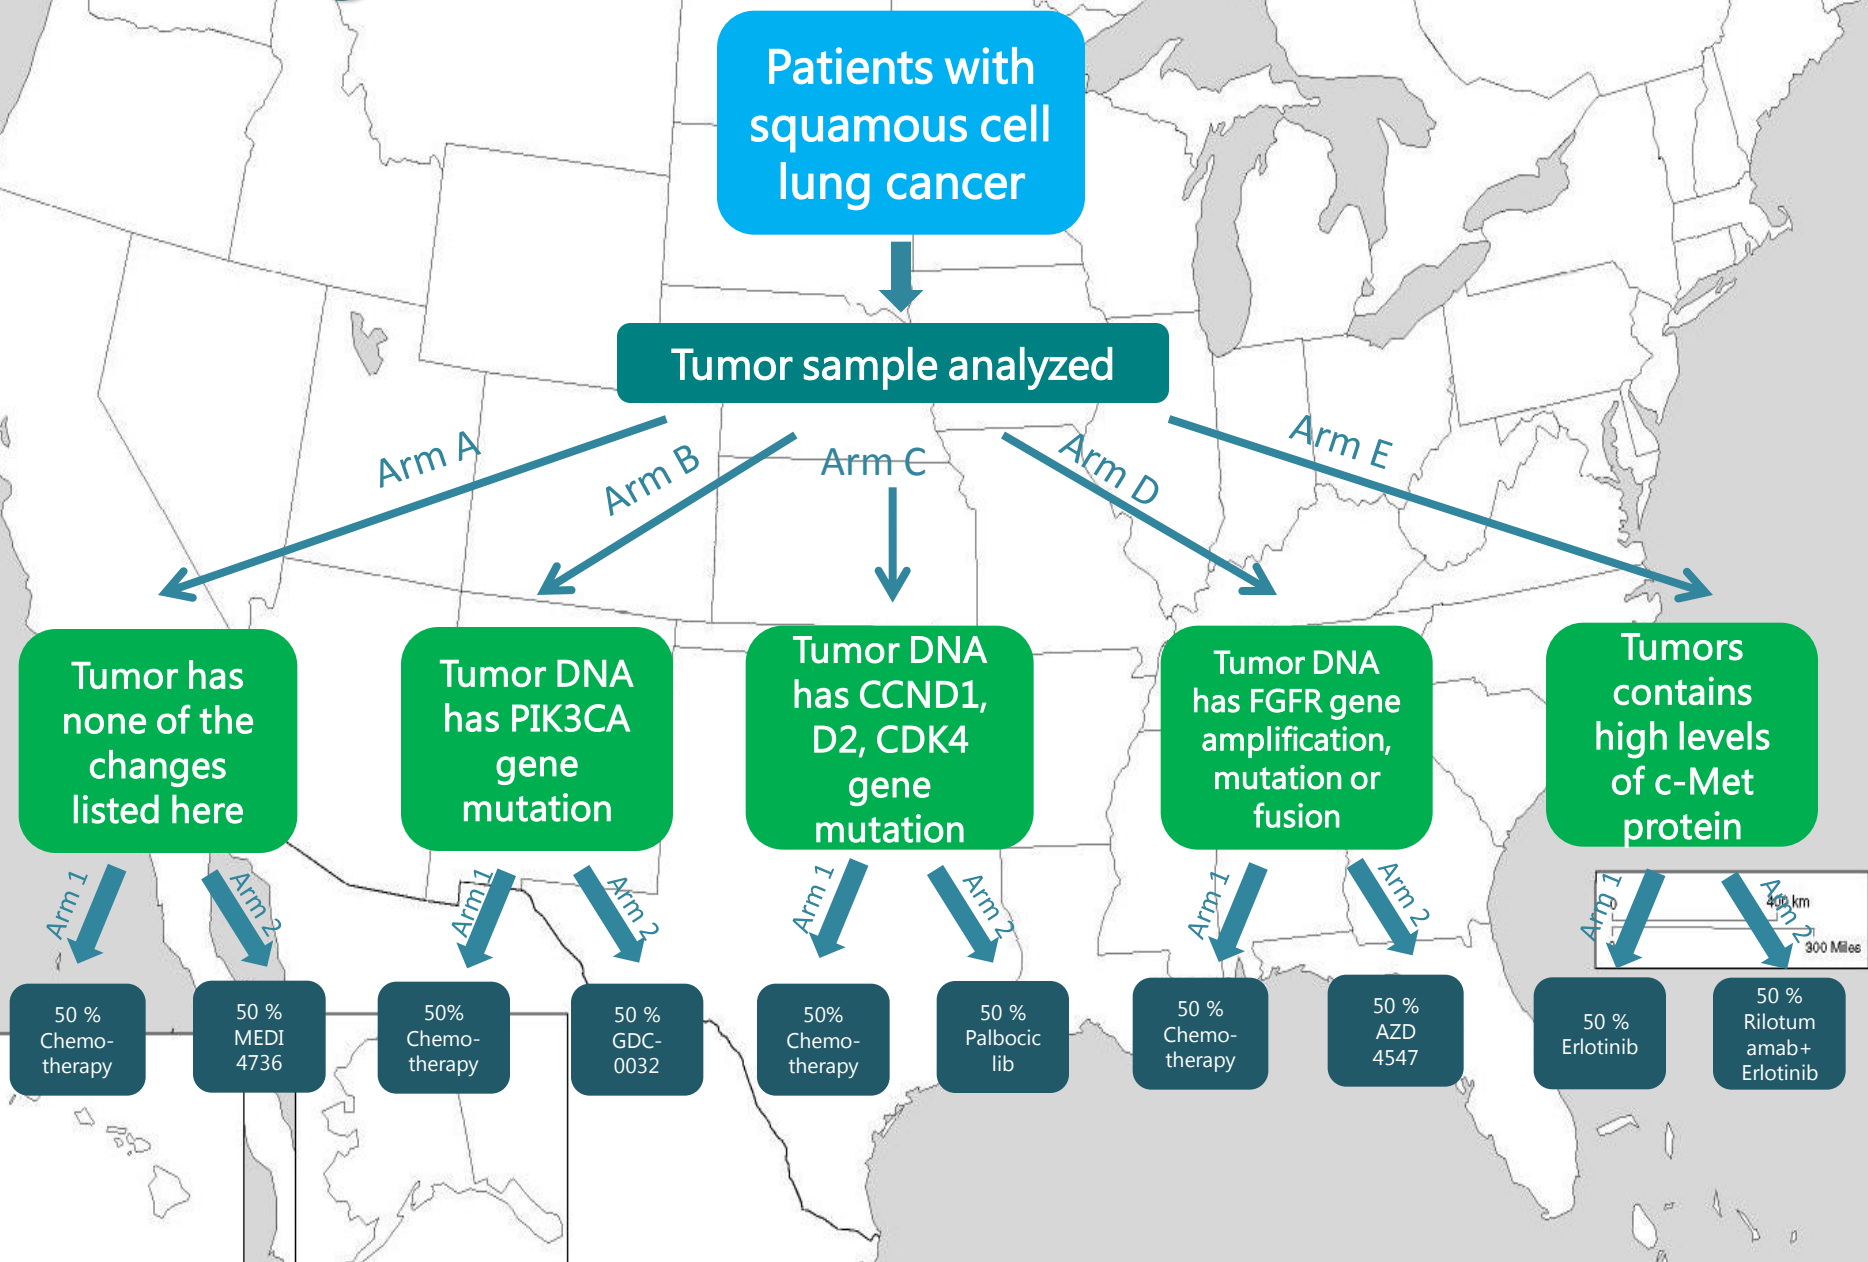 Patients with
squamous cell
lung cancer
Tumor sample analyzed
Arm A
Arm B
Arm C
Arm D
Arm E
Tumor has
none of the
changes
listed here
Tumor DNA
has PIK3CA
gene
mutation
Tumor DNA
has CCND1,
D2, CDK4
gene
mutation
Tumor DNA
has FGFR gene
amplification,
mutation or
fusion
Tumors
contains
high levels
of c-Met
protein
Arm 1
Arm 2
Arm 1
Arm 2
Arm 1
Arm 2
Arm 1
Arm 2
Arm 1
Arm 2
0
400 km
300 Miles
50 %
Chemo-
therapy
50 %
MEDI
4736
50%
Chemo-
therapy
50 %
GDC-
0032
50%
Chemo-
therapy
50 %
Palbocic
lib
50 %
Chemo-
therapy
50 %
AZD
4547
50 %
Erlotinib
50 %
Rilotum
amab+
Erlotinib